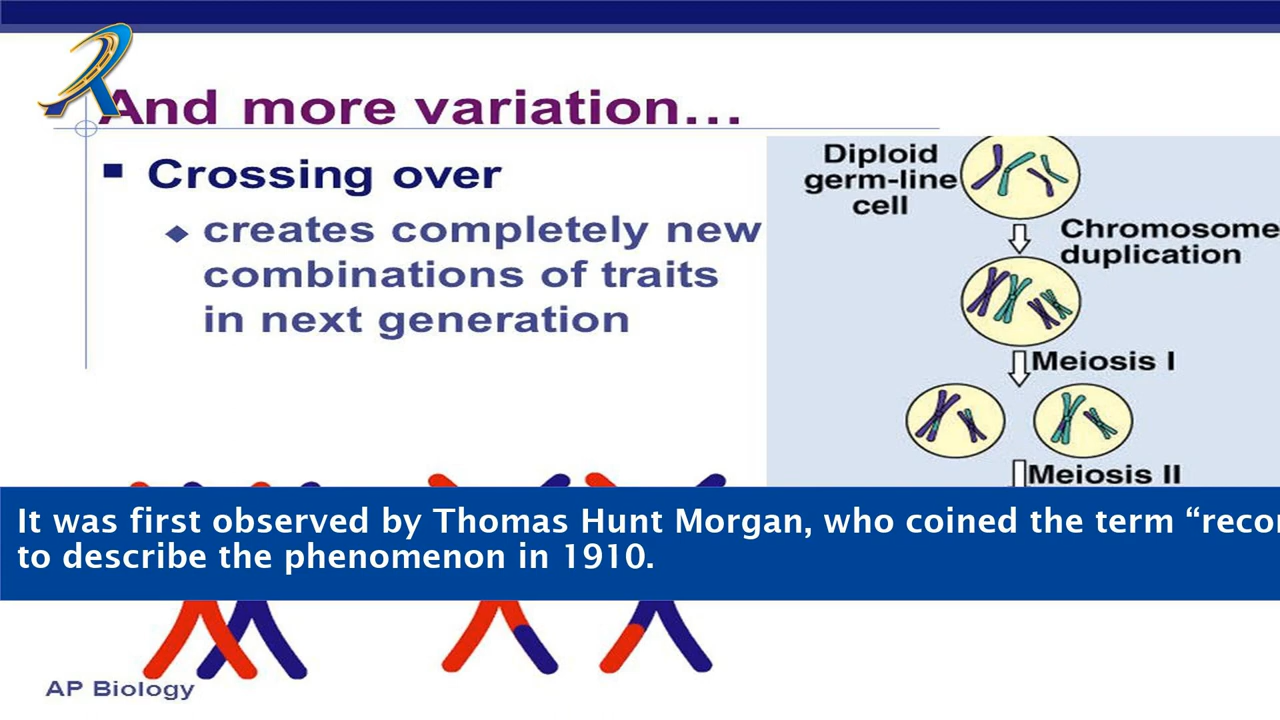 And more variation...
Crossing over
creates completely new
combinations of traits
in next generation
Diploid
germ-line
cell
Chromosome
duplication
Meiosis I
Meiosis II
It was first observed by Thomas Hunt Morgan, who coined the term “
to describe the phenomenon in 1910.
AP Biology